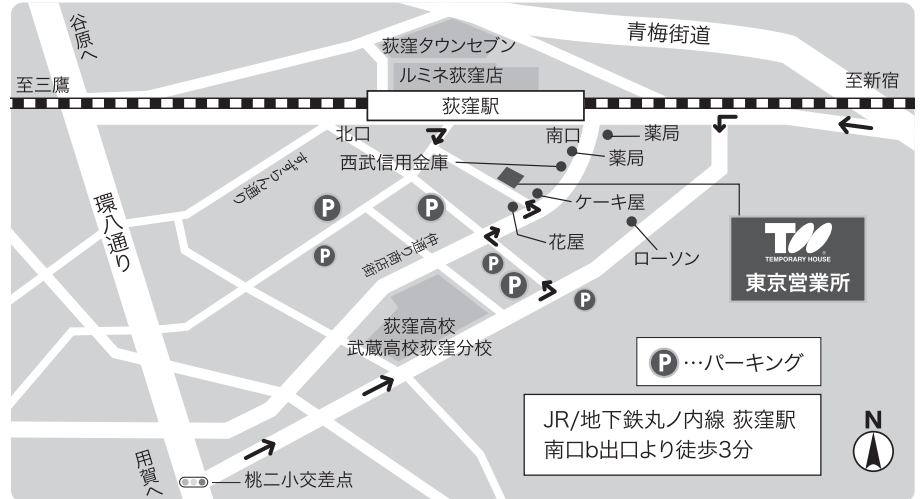 谷原へ
荻窪タウンセブン
青梅街道
ルミネ荻窪店
至三鷹
至新宿
荻窪駅
北口
南口
薬局
薬局
西武信用金庫
すずらん通り
P
P
ケーキ屋
環八通り
花屋
仲通り商店街
P
P
ローソン
TW
TEMPORARY HOUSE
東京営業所
P
P
荻窪高校
武蔵高校荻窪分校
P…パーキング
JR/地下鉄丸ノ内線 荻窪駅
南口b出口より徒歩3分
N
用賀へ
桃二小交差点